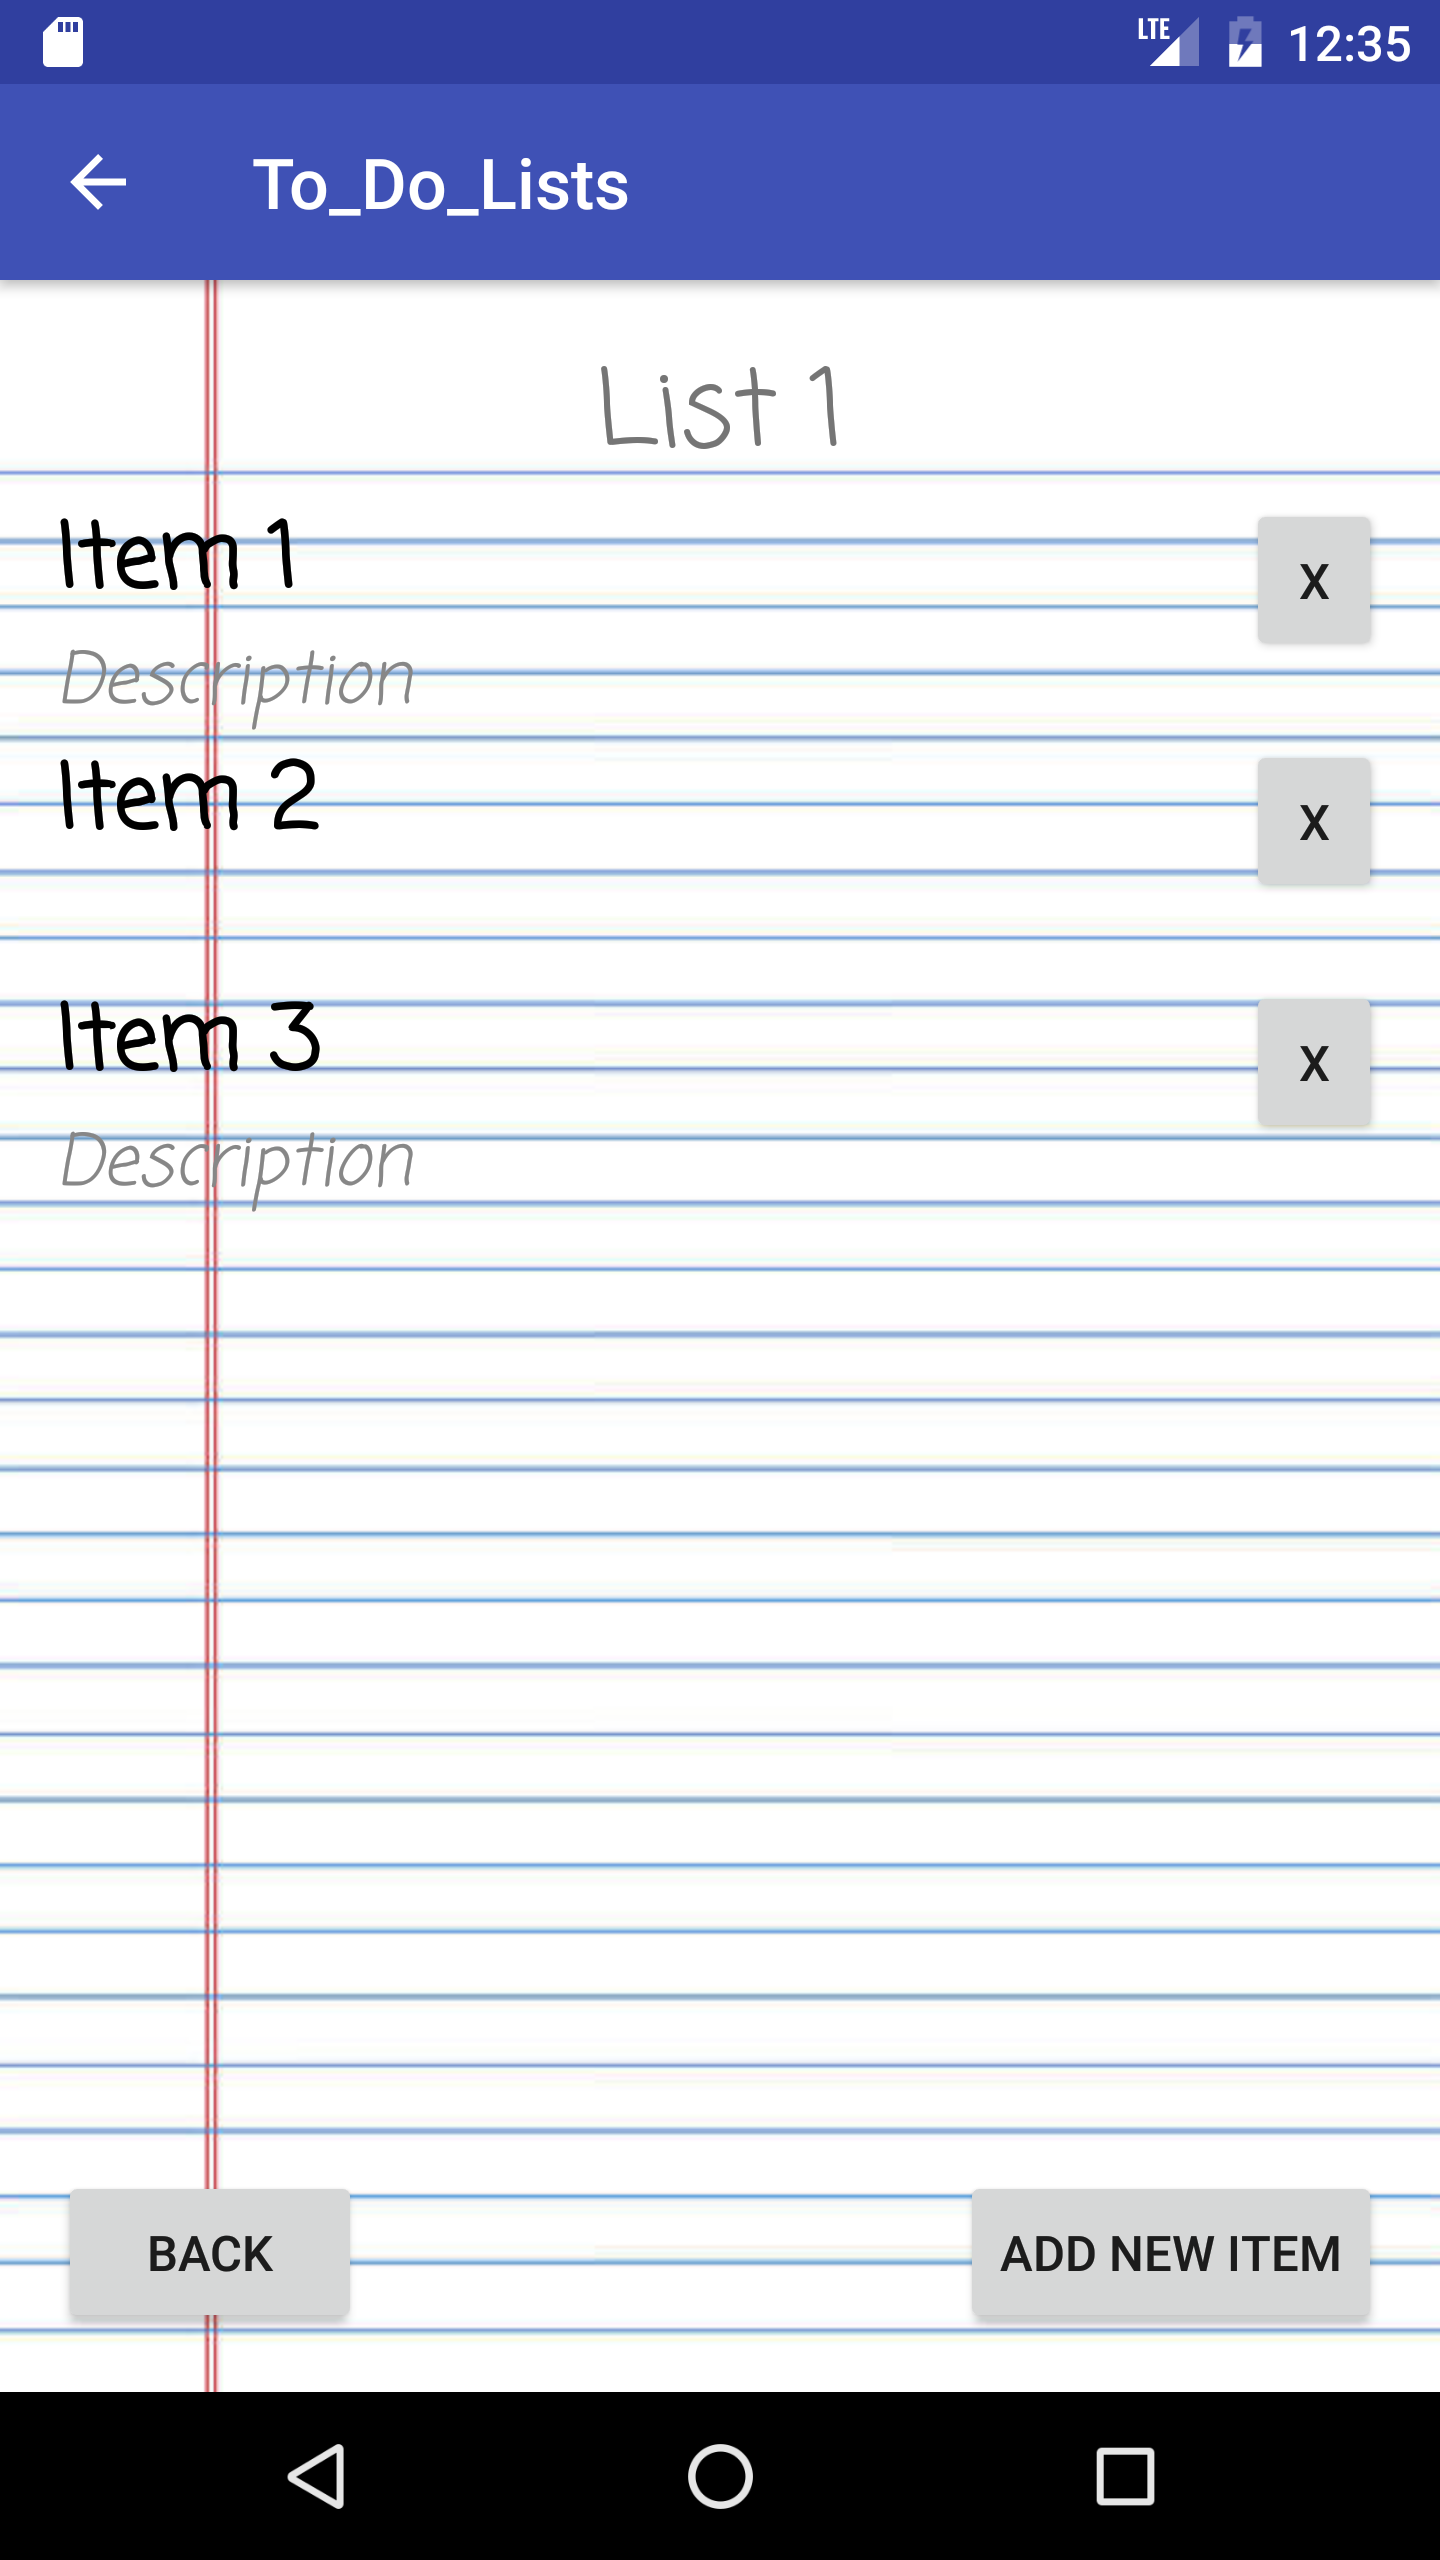 LTE 12:35
To_Do_Lists
List 1
Item 1 X
Description
Item 2 X
Item 3 X
Description
BACK ADD NEW ITEM